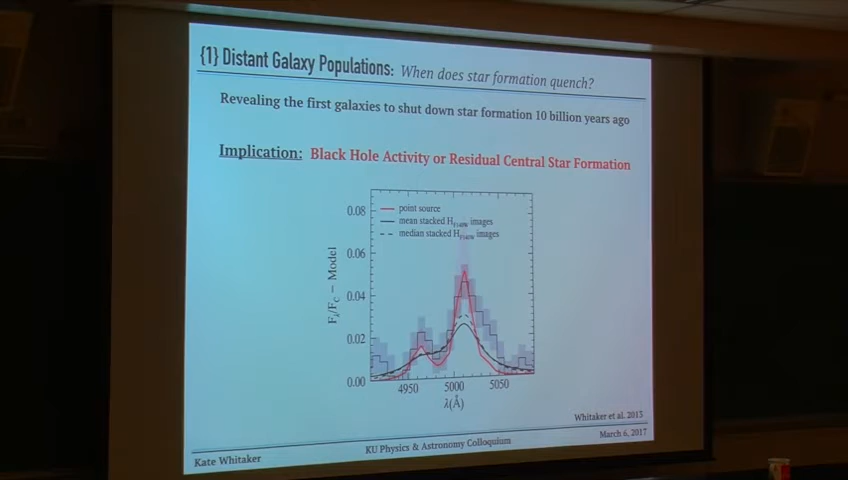 {1} Distant Galaxy Populations: When does star formation quench?
Revealing the first galaxies to shut down star formation 10 billion years ago
Implication: Black Hole Activity or Residual Central Star Formation
0.08
0.06
0.04
0.02
0.00
Fλ/FC − Model
point source
mean stacked HF140W images
median stacked HF140W images
4950 5000 5050
λ(Å)
Whitaker et al. 2013
Kate Whitaker
KU Physics & Astronomy Colloquium
March 6, 2017